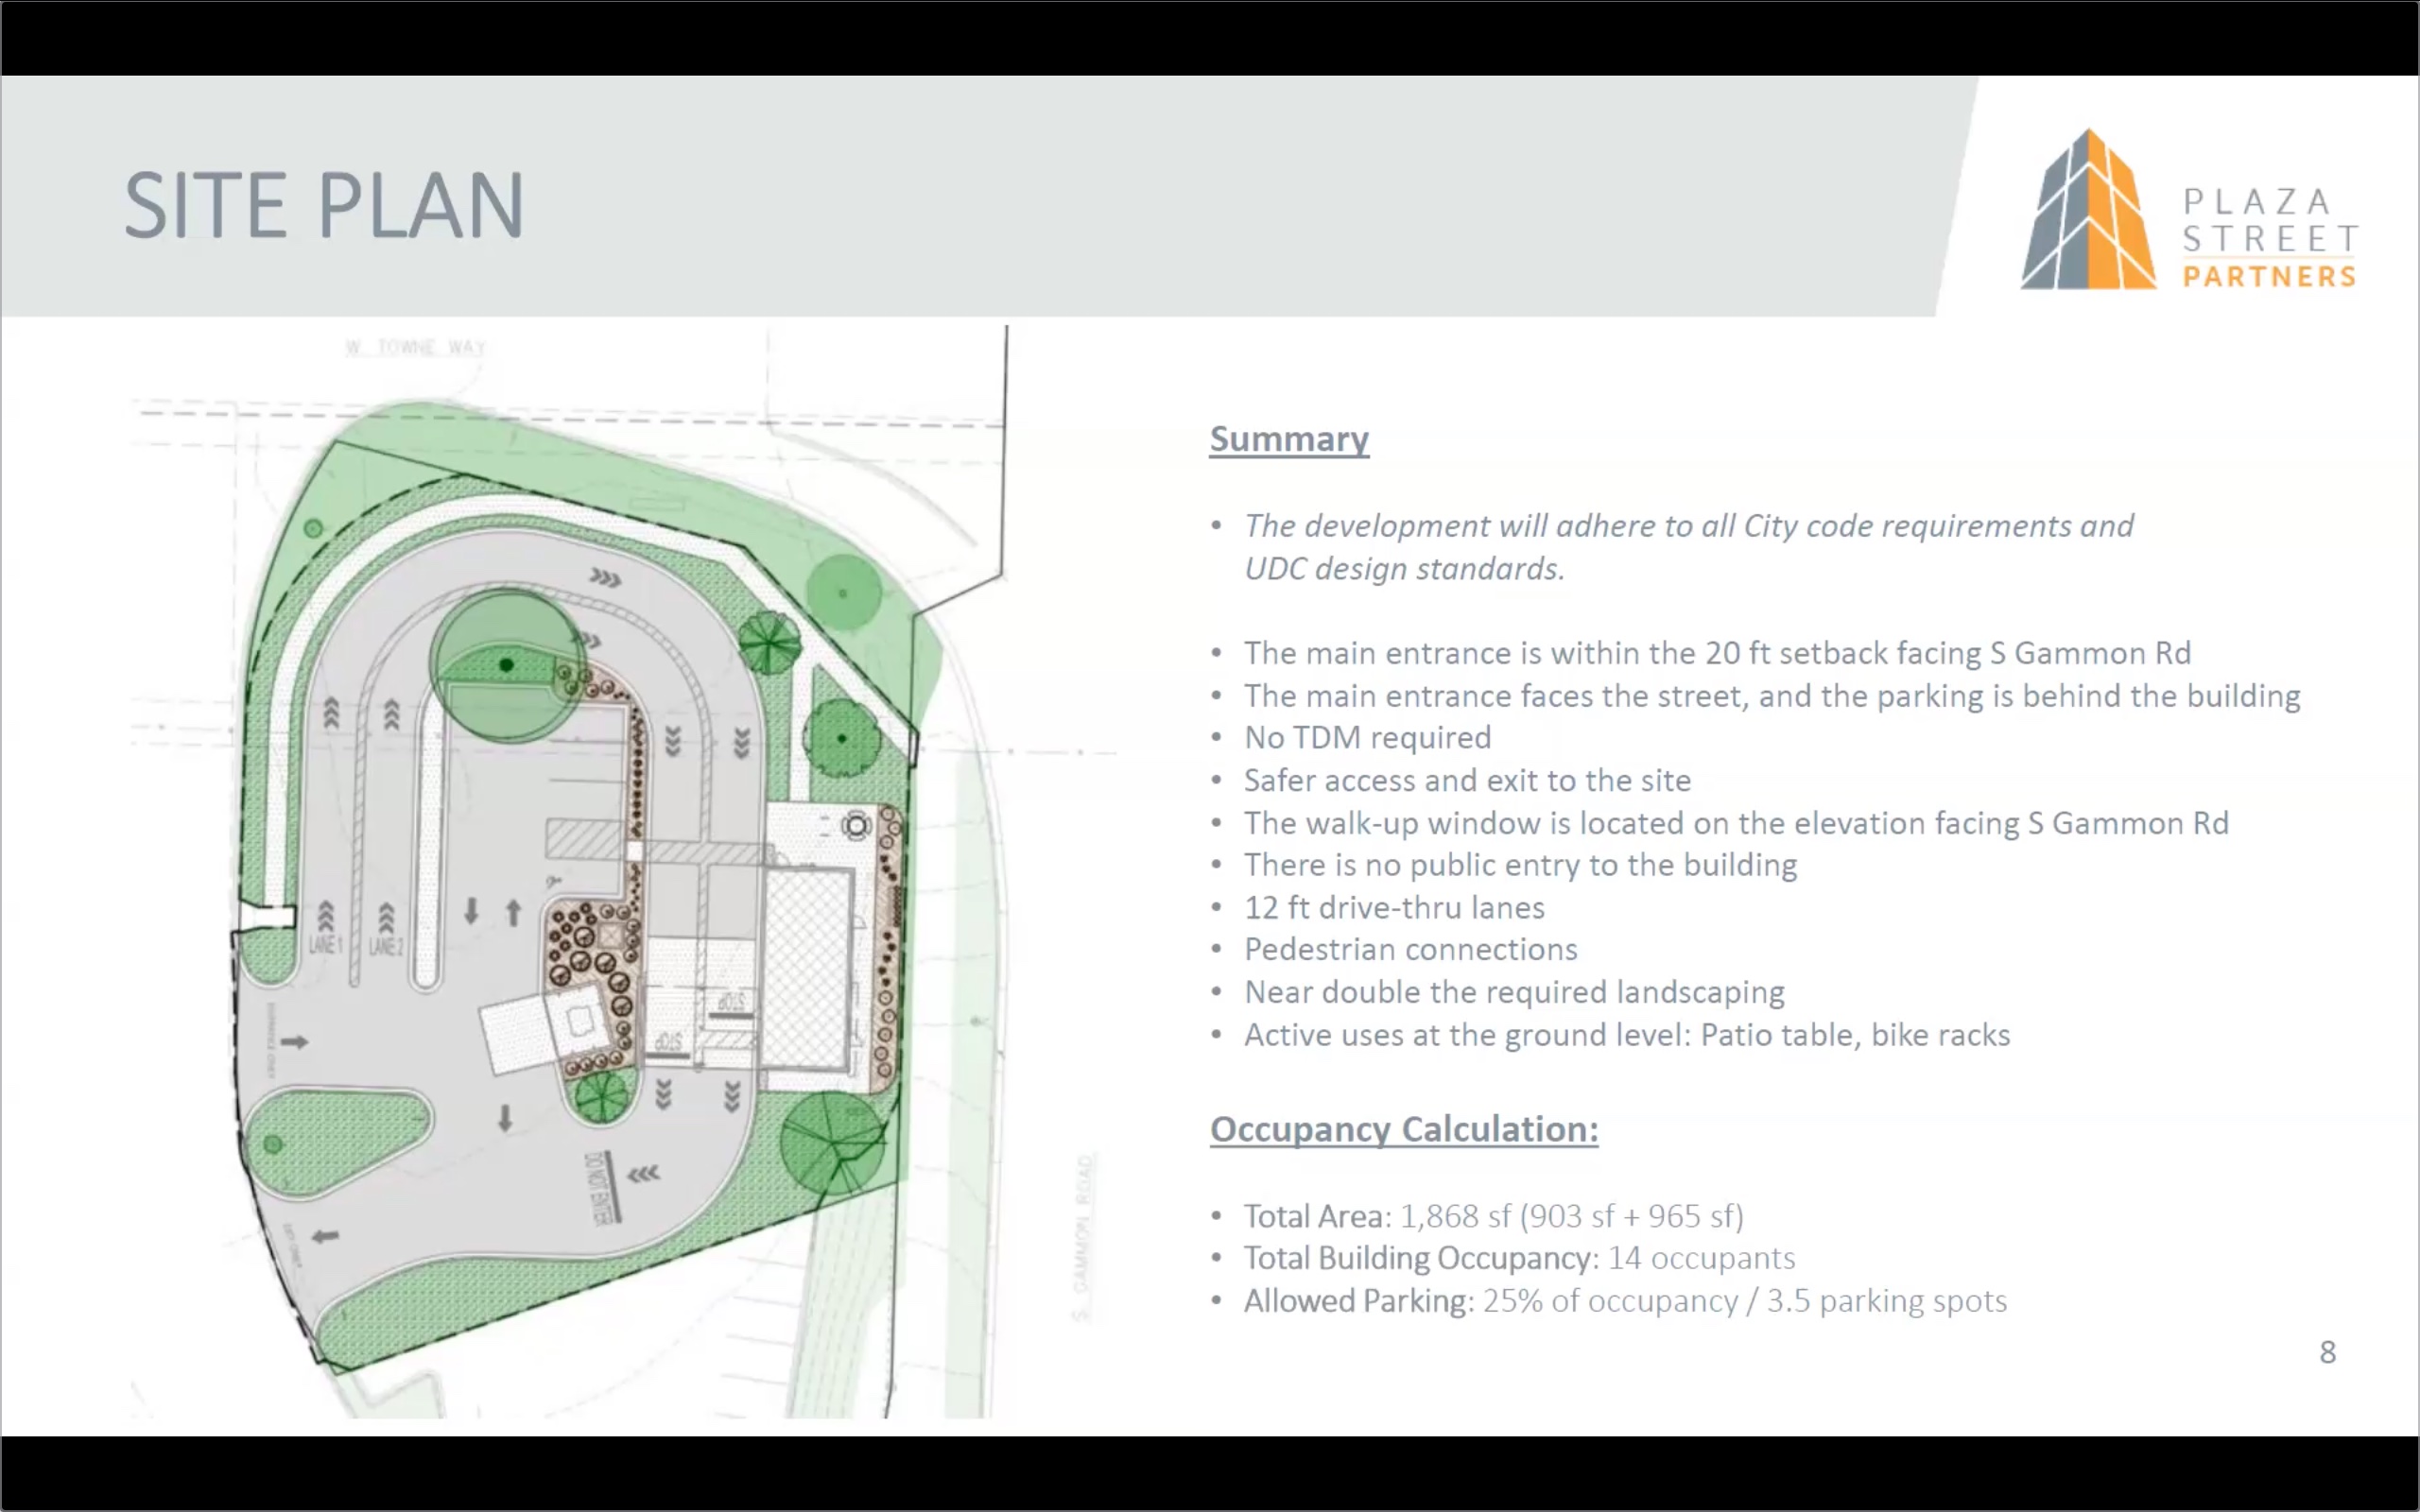 SITE PLAN
PLAZA
STREET
PARTNERS
W. TOWNE WAY
LANE 1
LANE 2
STOP
STOP
DO NOT ENTER
S. GAMMON ROAD
Summary
• The development will adhere to all City code requirements and
UDC design standards.
• The main entrance is within the 20 ft setback facing S Gammon Rd
• The main entrance faces the street, and the parking is behind the building
• No TDM required
• Safer access and exit to the site
• The walk-up window is located on the elevation facing S Gammon Rd
• There is no public entry to the building
• 12 ft drive-thru lanes
• Pedestrian connections
• Near double the required landscaping
• Active uses at the ground level: Patio table, bike racks
Occupancy Calculation:
• Total Area: 1,868 sf (903 sf + 965 sf)
• Total Building Occupancy: 14 occupants
• Allowed Parking: 25% of occupancy / 3.5 parking spots
8